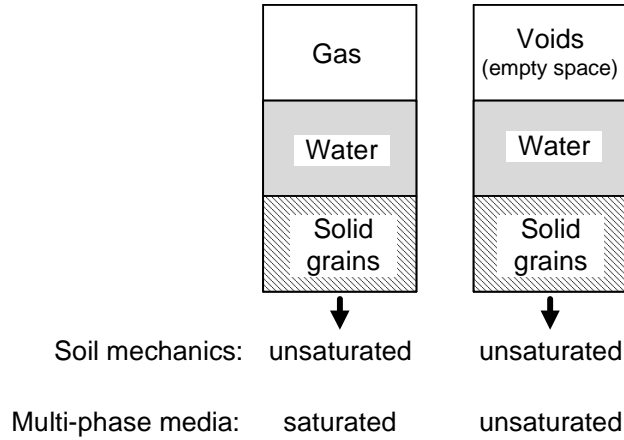 Gas
Voids
(empty space)
Water
Water
Solid
grains
Solid
grains
Soil mechanics: unsaturated unsaturated
Multi-phase media: saturated unsaturated